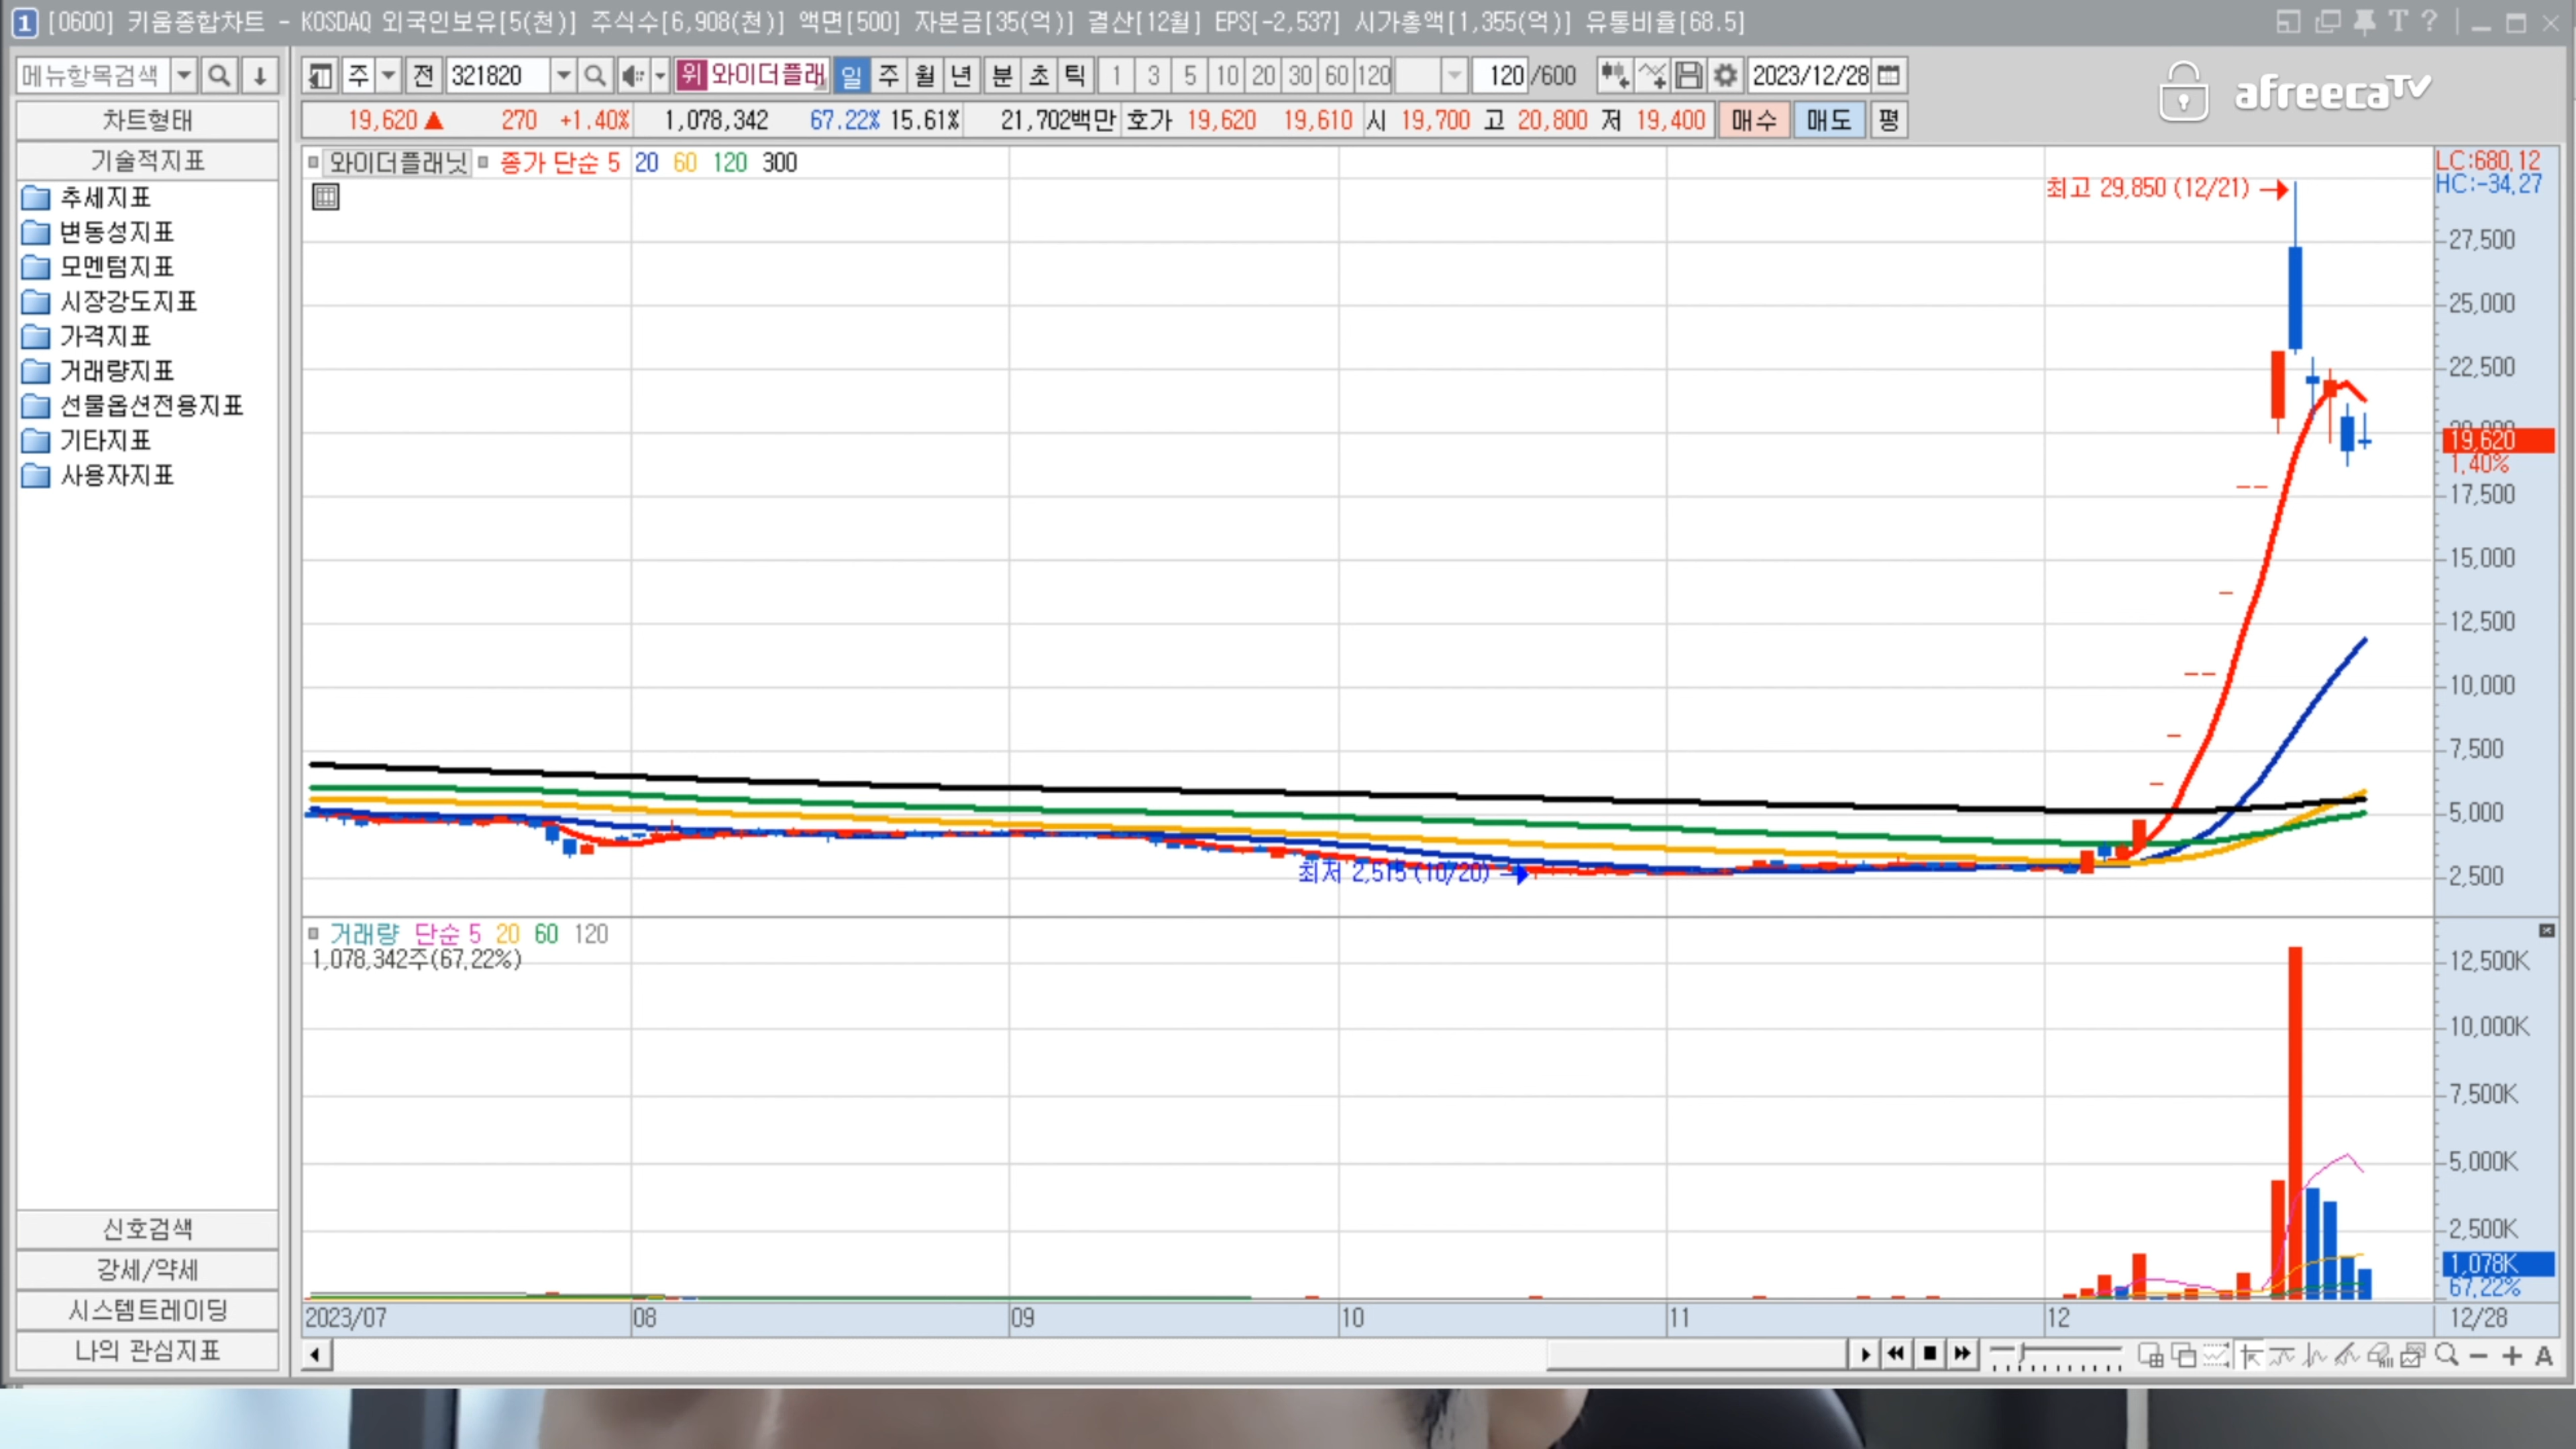 1 [0600] 키움종합차트 - KOSDAQ 외국인보유[5(천)] 주식수[6,908(천)] 액면[500] 자본금[35(억)] 결산[12월] EPS[-2,537] 시가총액[1,355(억)] 유통비율[68.5] T ?
메뉴항목검색 주 전 321820 위 와이더플래 일 주 월 년 분 초 틱 1 3 5 10 20 30 60 120 120 /600 2023/12/28
afreecaTV
차트형태
19,620 ▲ 270 +1.40% 1,078,342 67.22% 15.61% 21,702백만 호가 19,620 19,610 시 19,700 고 20,800 저 19,400 매수 매도 평
기술적지표
추세지표
변동성지표
모멘텀지표
시장강도지표
가격지표
거래량지표
선물옵션전용지표
기타지표
사용자지표
신호검색
강세/약세
시스템트레이딩
나의 관심지표
와이더플래닛 종가 단순 5 20 60 120 300
LC:680.12
HC:-34.27
최고 29,850 (12/21)
27,500
25,000
22,500
19,620
1.40%
17,500
15,000
12,500
10,000
7,500
5,000
2,500
최저 2,515 (10/20)
거래량 단순 5 20 60 120
1,078,342주(67.22%)
12,500K
10,000K
7,500K
5,000K
2,500K
1,078K
67,22%
2023/07 08 09 10 11 12 12/28
A